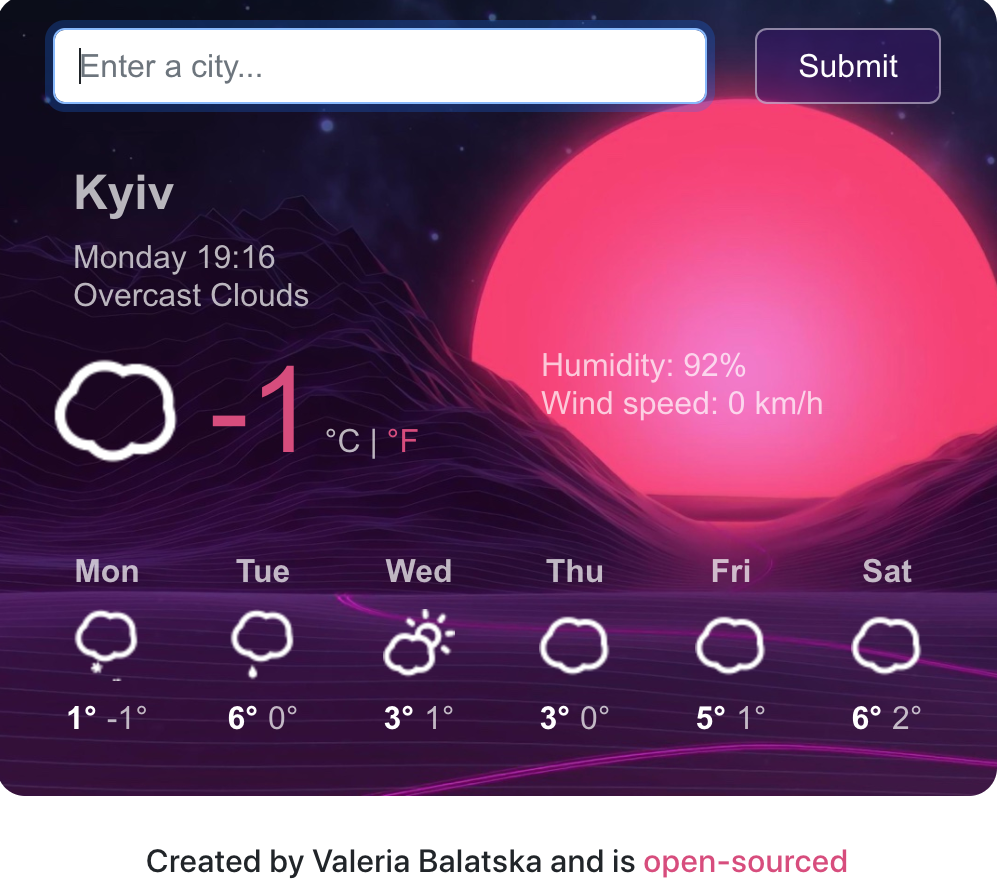 Enter a city...
Submit
Kyiv
Monday 19:16
Overcast Clouds
Humidity: 92%
Wind speed: 0 km/h
-1 °C | °F
Mon Tue Wed Thu Fri Sat
1° -1° 6° 0° 3° 1° 3° 0° 5° 1° 6° 2°
Created by Valeria Balatska and is open-sourced